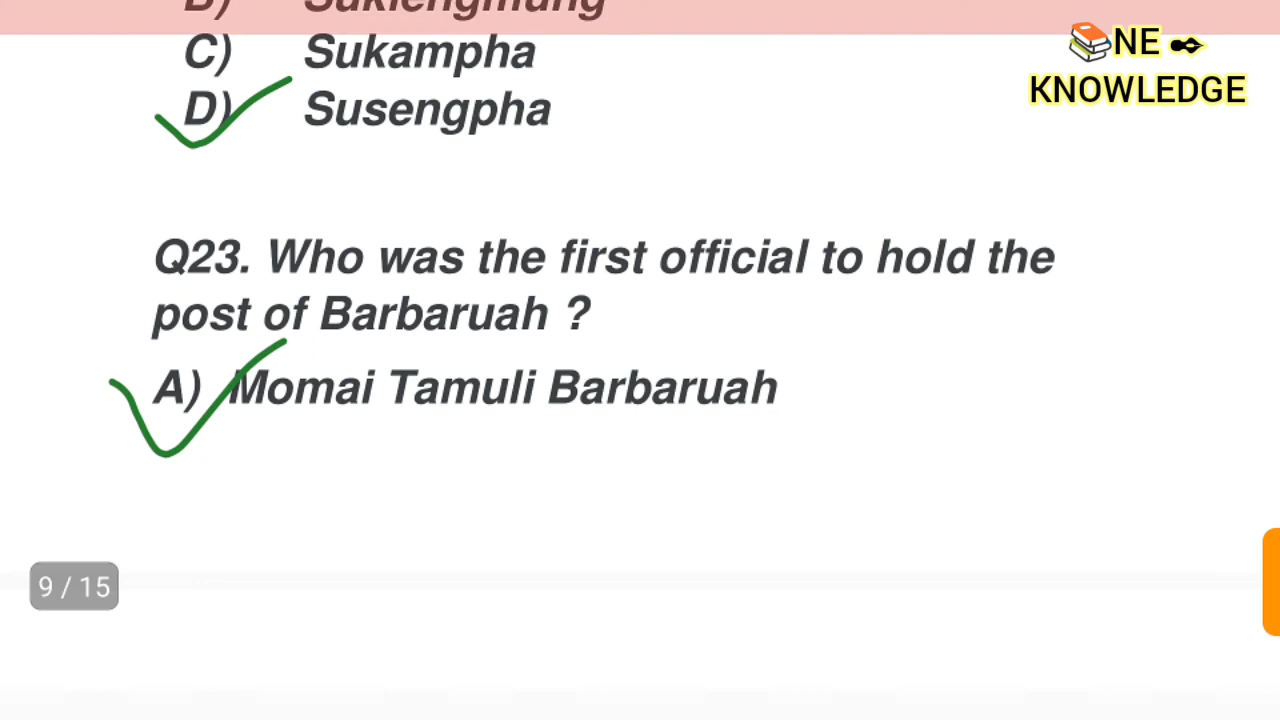 B) Suklengmung
C) Sukampha
D) Susengpha
NE
KNOWLEDGE
Q23. Who was the first official to hold the
post of Barbaruah ?
A) Momai Tamuli Barbaruah
9 / 15